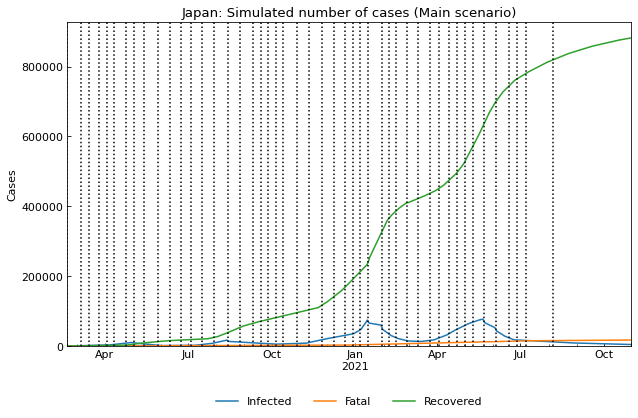 Japan: Simulated number of cases (Main scenario)
Cases
800000
600000
400000
200000
0
Apr Jul Oct Jan Apr Jul Oct
2021
Infected Fatal Recovered